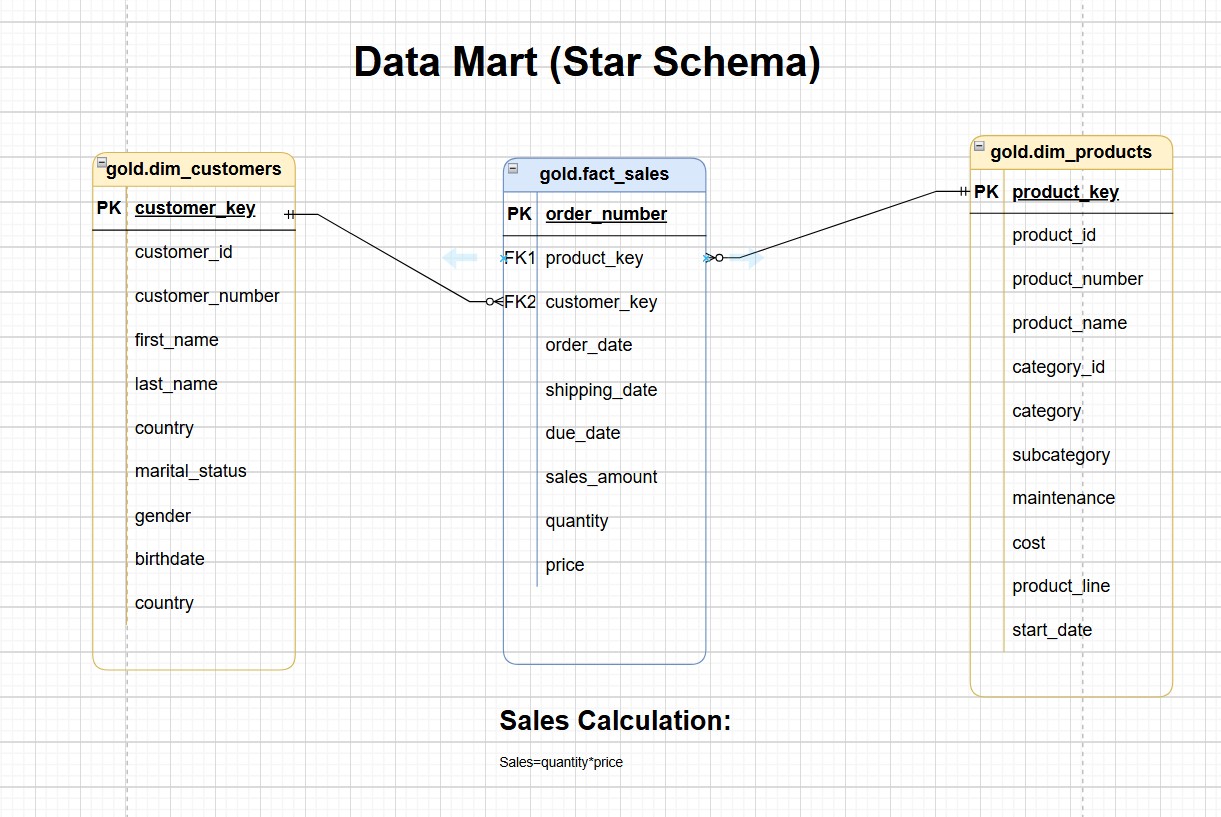 Data Mart (Star Schema)
gold.dim_customers
PK customer_key
customer_id
customer_number
first_name
last_name
country
marital_status
gender
birthdate
country
gold.fact_sales
PK order_number
FK1 product_key
FK2 customer_key
order_date
shipping_date
due_date
sales_amount
quantity
price
gold.dim_products
PK product_key
product_id
product_number
product_name
category_id
category
subcategory
maintenance
cost
product_line
start_date
Sales Calculation:
Sales=quantity*price